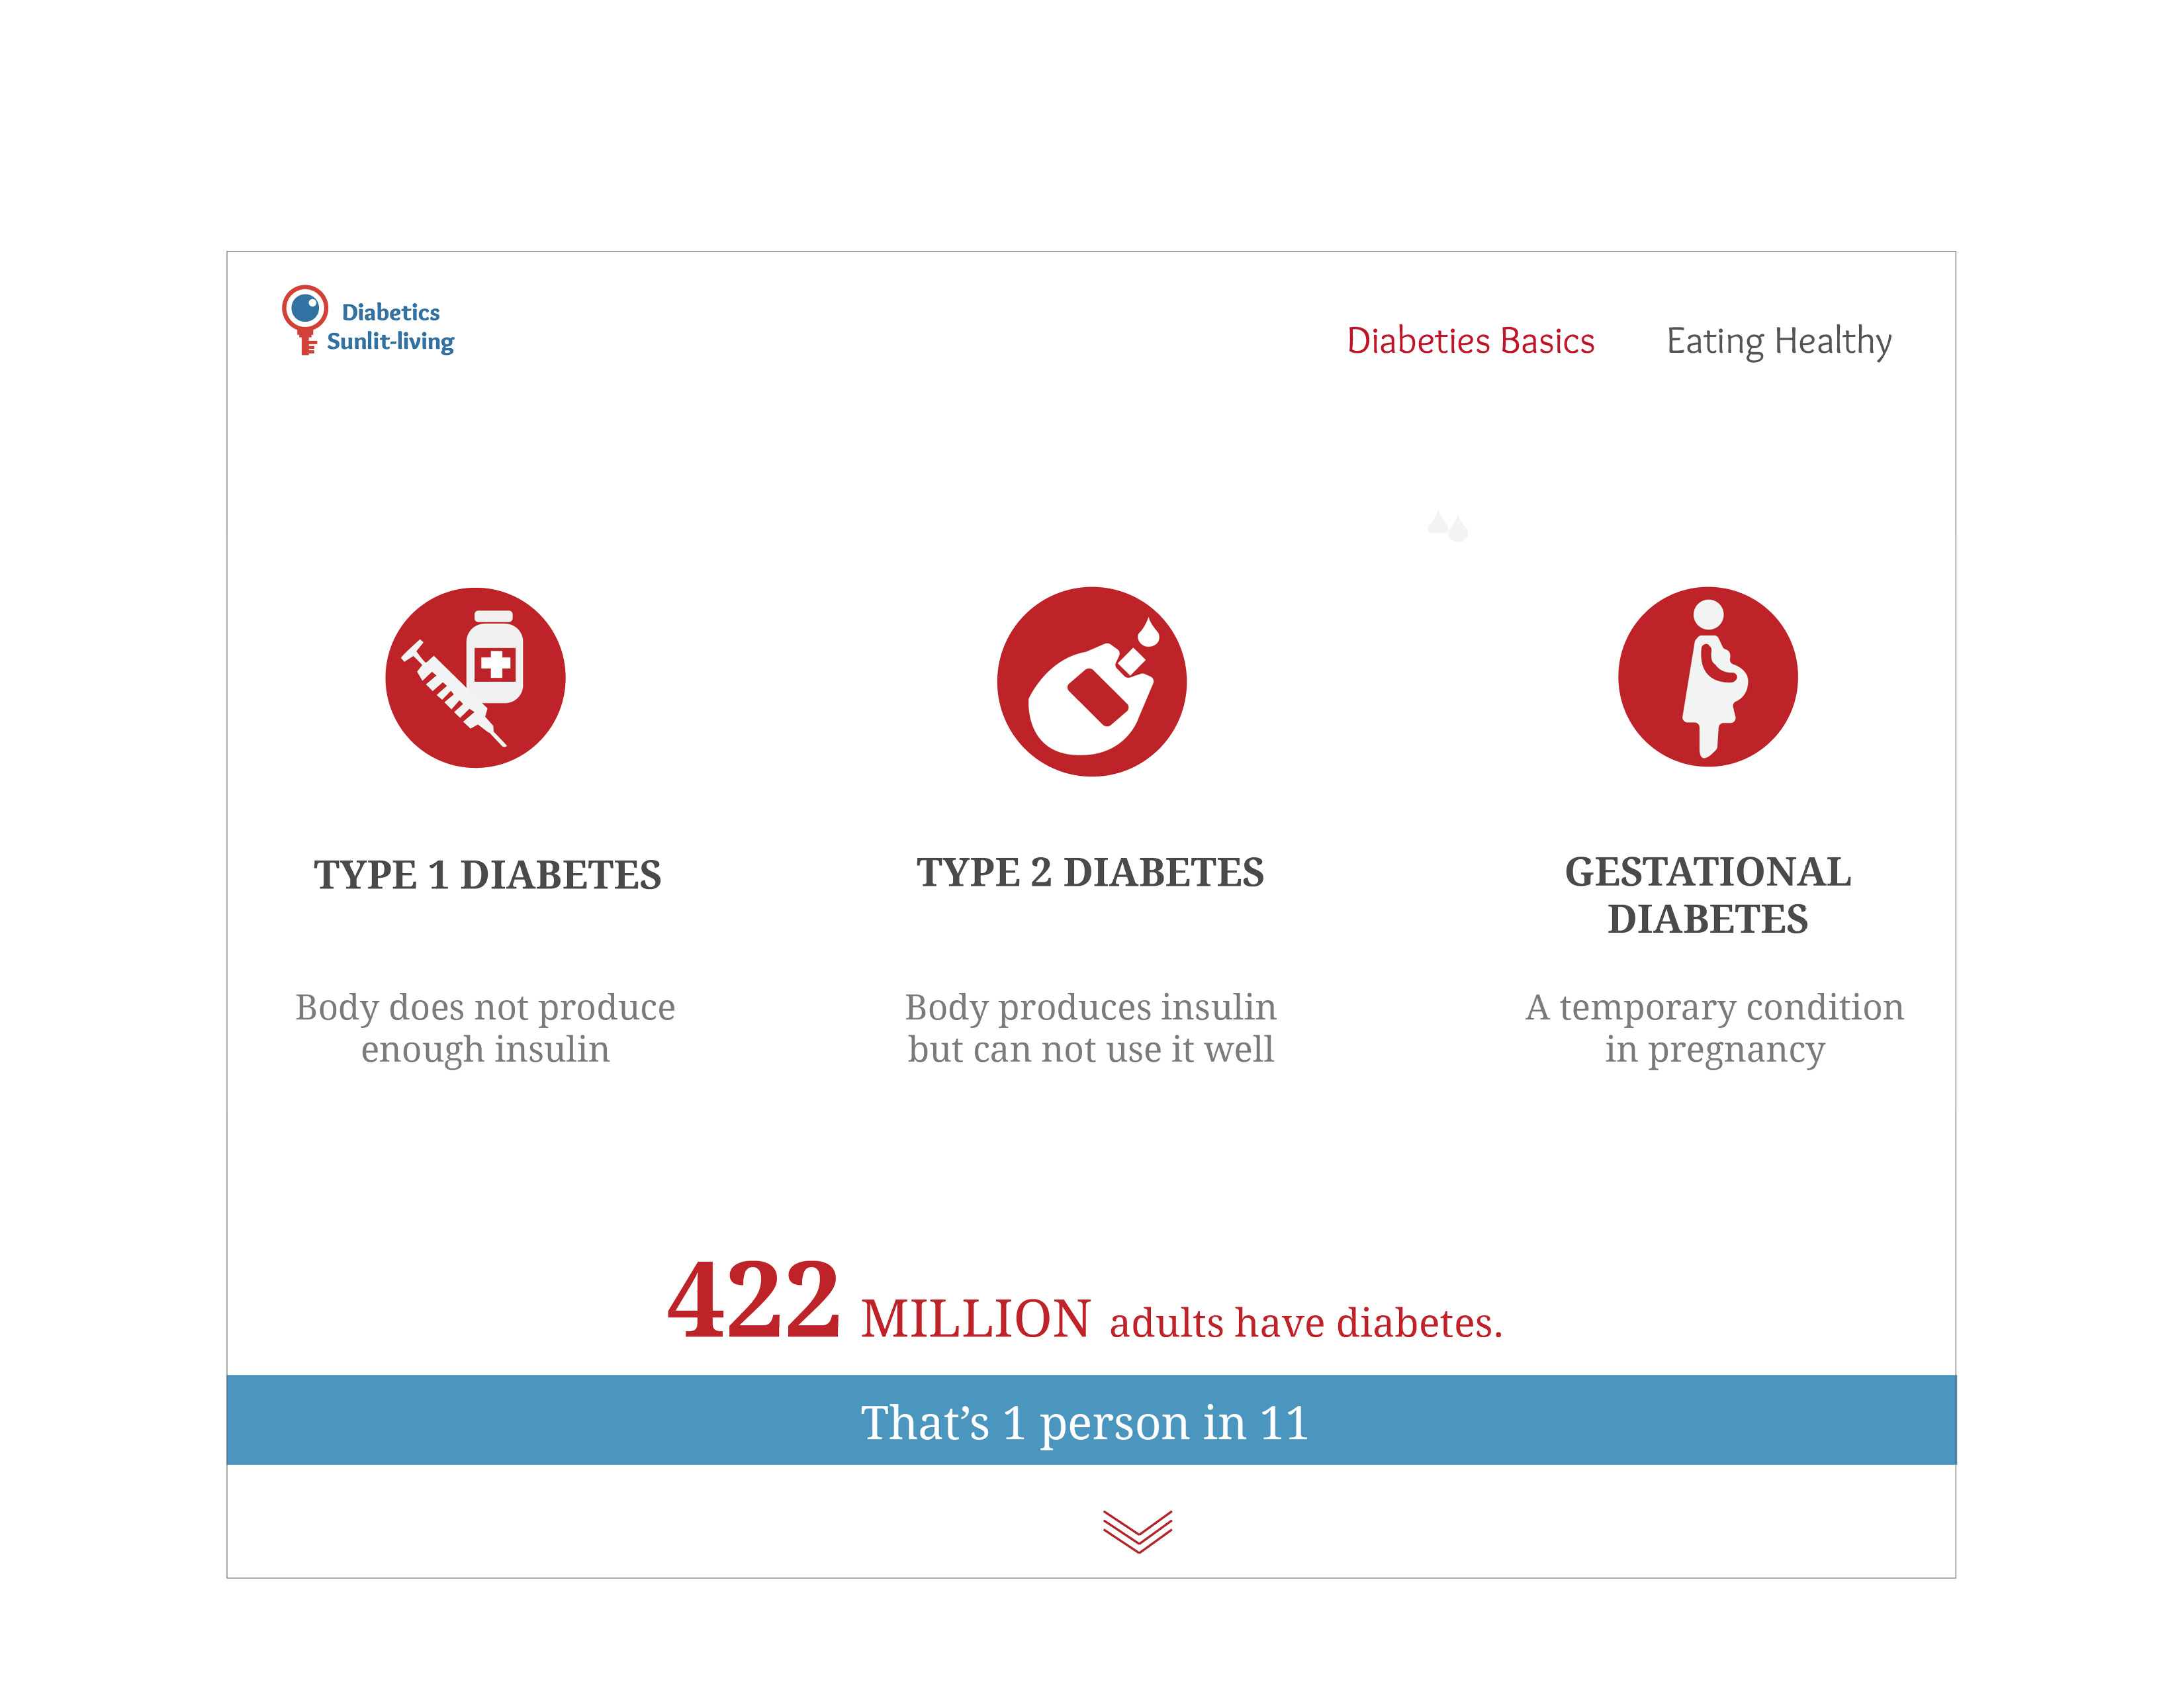 Diabetics
Sunlit-living
Diabeties Basics
Eating Healthy
TYPE 1 DIABETES
Body does not produce
enough insulin
TYPE 2 DIABETES
Body produces insulin
but can not use it well
GESTATIONAL
DIABETES
A temporary condition
in pregnancy
422 MILLION adults have diabetes.
That's 1 person in 11